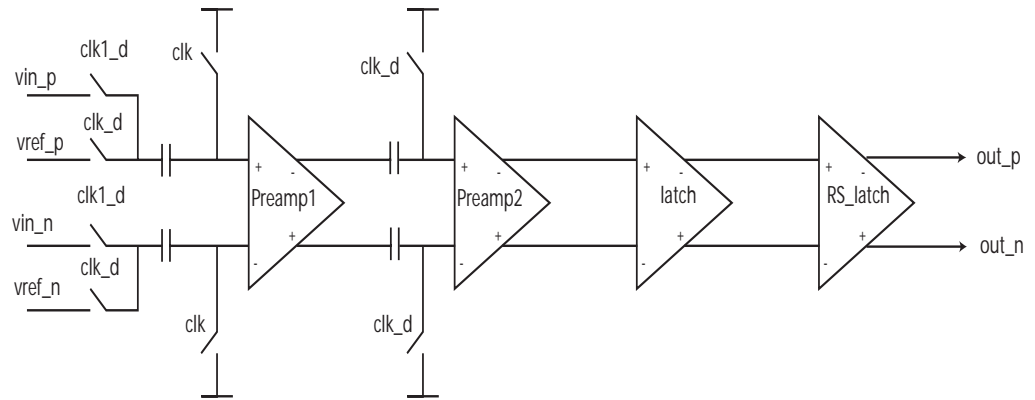 clk1_d
clk
clk_d
vin_p
clk_d
vref_p
+
-
+
-
+
-
+
-
out_p
clk1_d
Preamp1
Preamp2
latch
RS_latch
vin_n
+
+
+
+
out_n
clk_d
-
-
-
-
vref_n
clk
clk_d